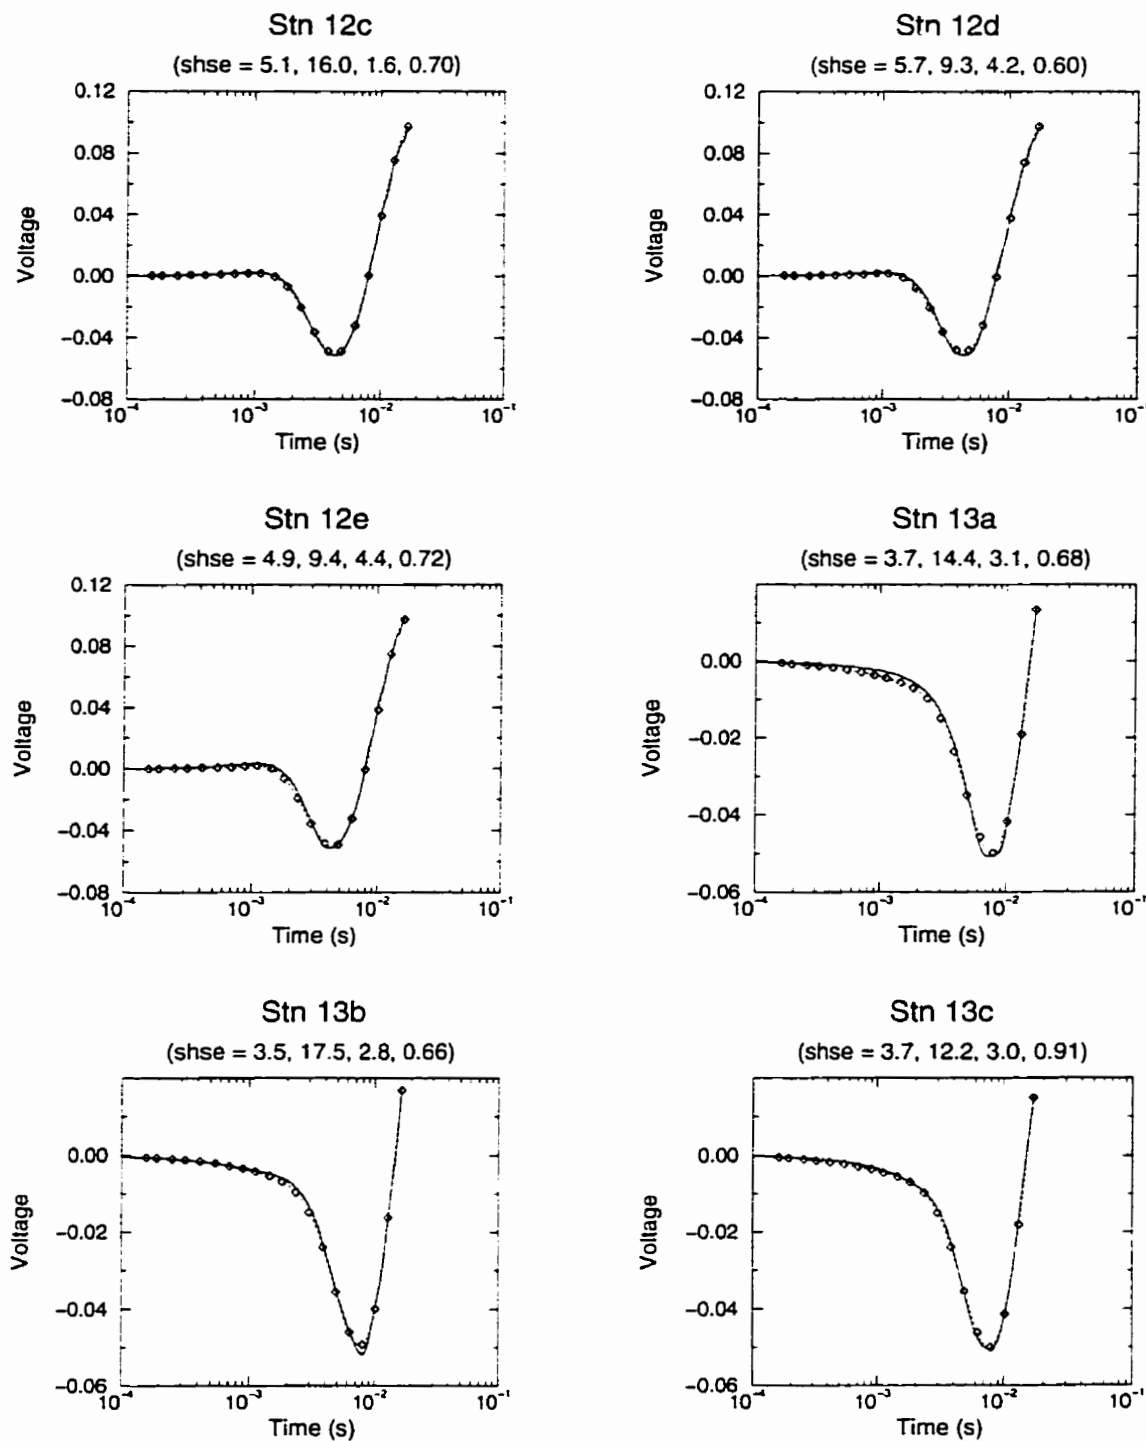 Stn 12c
(shse = 5.1, 16.0, 1.6, 0.70)
0.12
0.08
0.04
0.00
−0.04
−0.08
Voltage
10⁻⁴ 10⁻³ 10⁻² 10⁻¹
Time (s)
Stn 12d
(shse = 5.7, 9.3, 4.2, 0.60)
0.12
0.08
0.04
0.00
−0.04
−0.08
Voltage
10⁻⁴ 10⁻³ 10⁻² 10⁻¹
Time (s)
Stn 12e
(shse = 4.9, 9.4, 4.4, 0.72)
0.12
0.08
0.04
0.00
−0.04
−0.08
Voltage
10⁻⁴ 10⁻³ 10⁻² 10⁻¹
Time (s)
Stn 13a
(shse = 3.7, 14.4, 3.1, 0.68)
0.00
−0.02
−0.04
−0.06
Voltage
10⁻⁴ 10⁻³ 10⁻² 10⁻¹
Time (s)
Stn 13b
(shse = 3.5, 17.5, 2.8, 0.66)
0.00
−0.02
−0.04
−0.06
Voltage
10⁻⁴ 10⁻³ 10⁻² 10⁻¹
Time (s)
Stn 13c
(shse = 3.7, 12.2, 3.0, 0.91)
0.00
−0.02
−0.04
−0.06
Voltage
10⁻⁴ 10⁻³ 10⁻² 10⁻¹
Time (s)